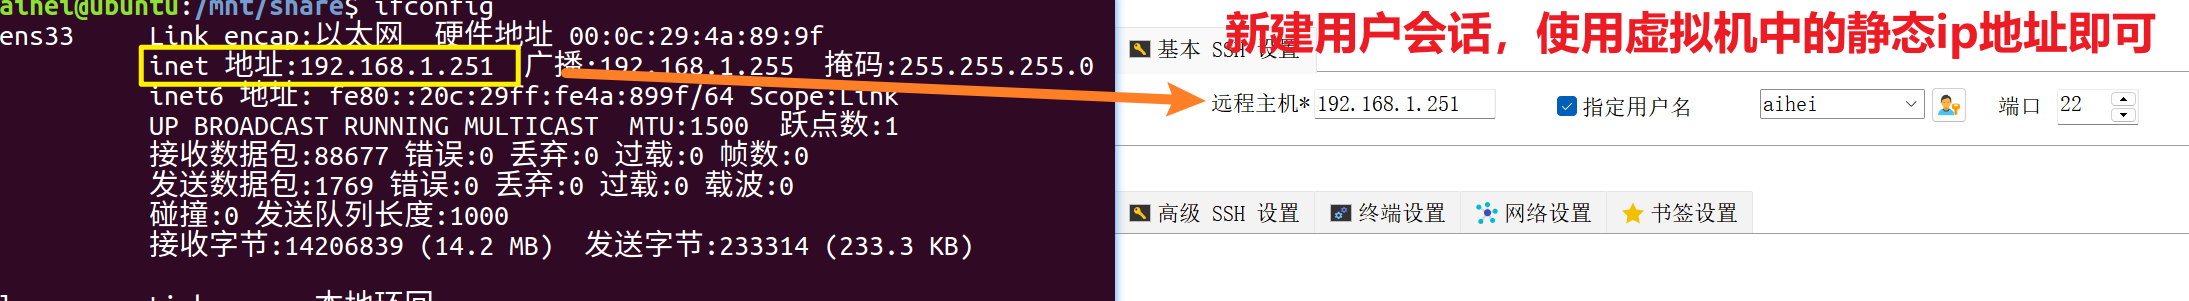 aihei@ubuntu:/mnt/share$ ifconfig
ens33 Link encap:以太网 硬件地址 00:0c:29:4a:89:9f
inet 地址:192.168.1.251 广播:192.168.1.255 掩码:255.255.255.0
inet6 地址: fe80::20c:29ff:fe4a:899f/64 Scope:Link
UP BROADCAST RUNNING MULTICAST MTU:1500 跃点数:1
接收数据包:88677 错误:0 丢弃:0 过载:0 帧数:0
发送数据包:1769 错误:0 丢弃:0 过载:0 载波:0
碰撞:0 发送队列长度:1000
接收字节:14206839 (14.2 MB) 发送字节:233314 (233.3 KB)
本地环回
新建用户会话，使用虚拟机中的静态ip地址即可
基本 SSH 设置
远程主机* 192.168.1.251 指定用户名 aihei 端口 22
高级 SSH 设置 终端设置 网络设置 书签设置